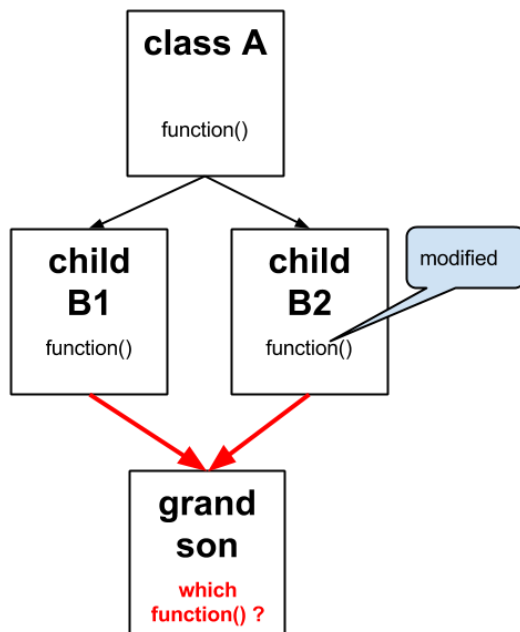 class A
function()
child
B1
function()
child
B2
function()
modified
grand
son
which
function() ?